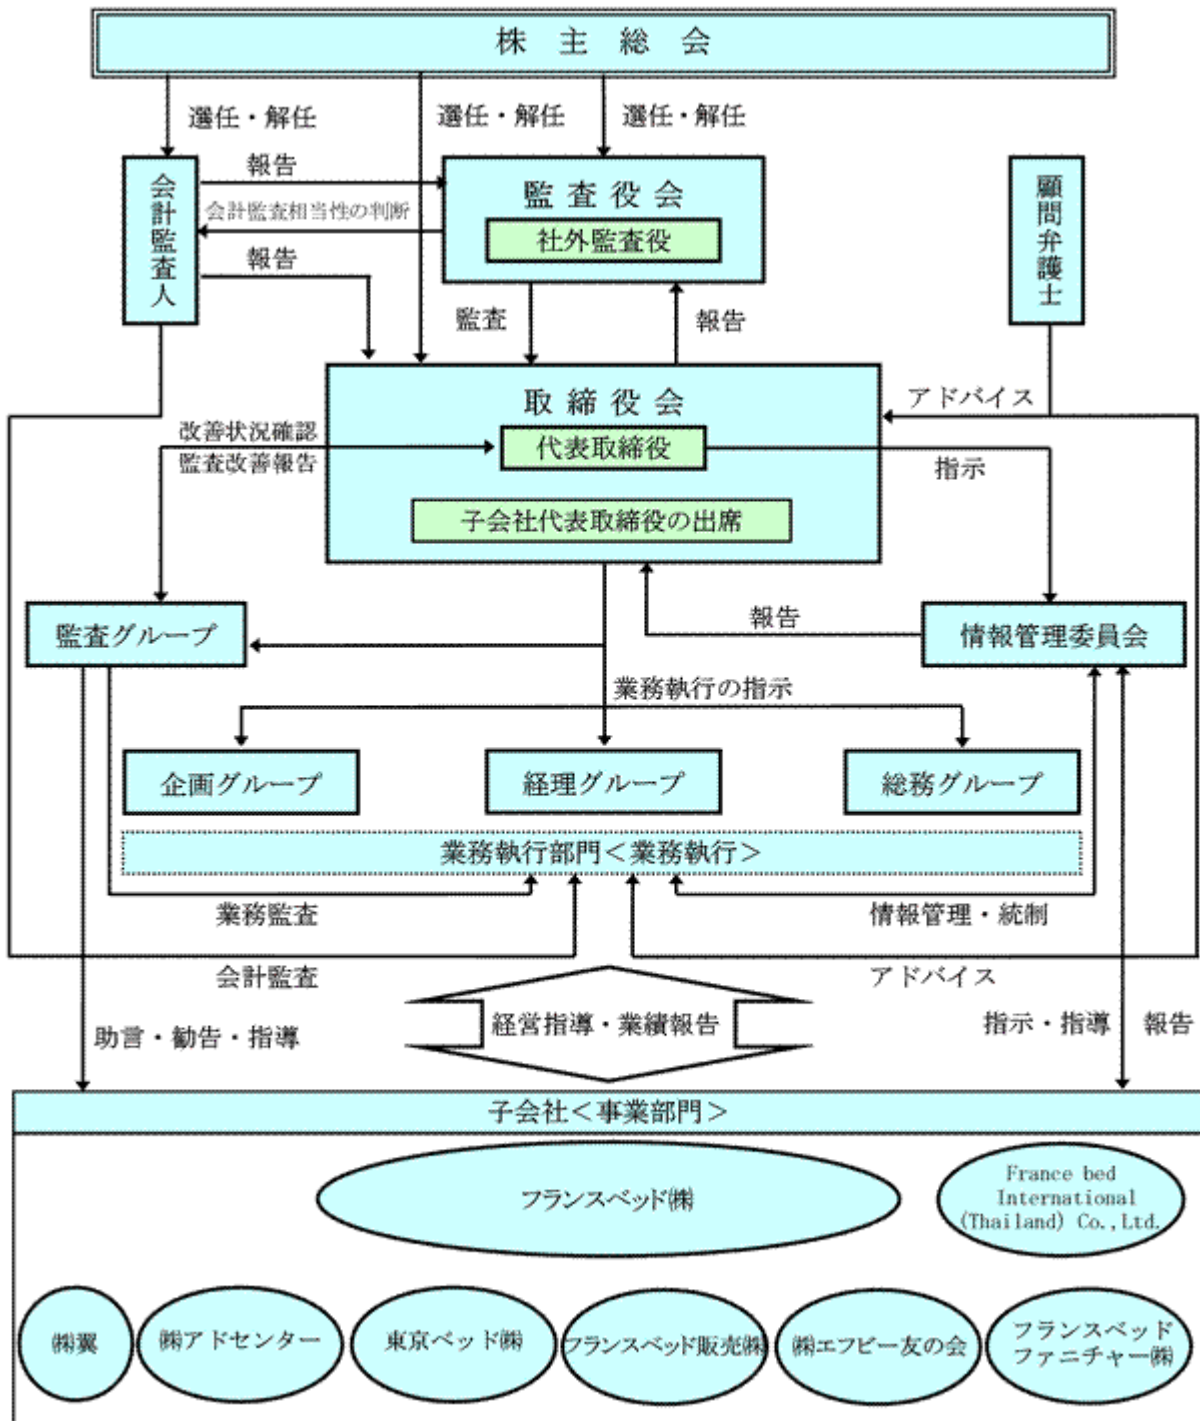 株主総会
選任・解任
選任・解任
選任・解任
会計監査人
報告
会計監査相当性の判断
報告
監査役会
社外監査役
顧問弁護士
監査
報告
取締役会
代表取締役
子会社代表取締役の出席
アドバイス
改善状況確認
監査改善報告
指示
監査グループ
報告
情報管理委員会
業務執行の指示
企画グループ
経理グループ
総務グループ
業務執行部門<業務執行>
業務監査
情報管理・統制
会計監査
アドバイス
助言・勧告・指導
経営指導・業績報告
指示・指導
報告
子会社<事業部門>
フランスベッド㈱
France bed
International
(Thailand) Co.,Ltd.
㈱翼
㈱アドセンター
東京ベッド㈱
フランスベッド販売㈱
㈱エフビー友の会
フランスベッド
ファニチャー㈱